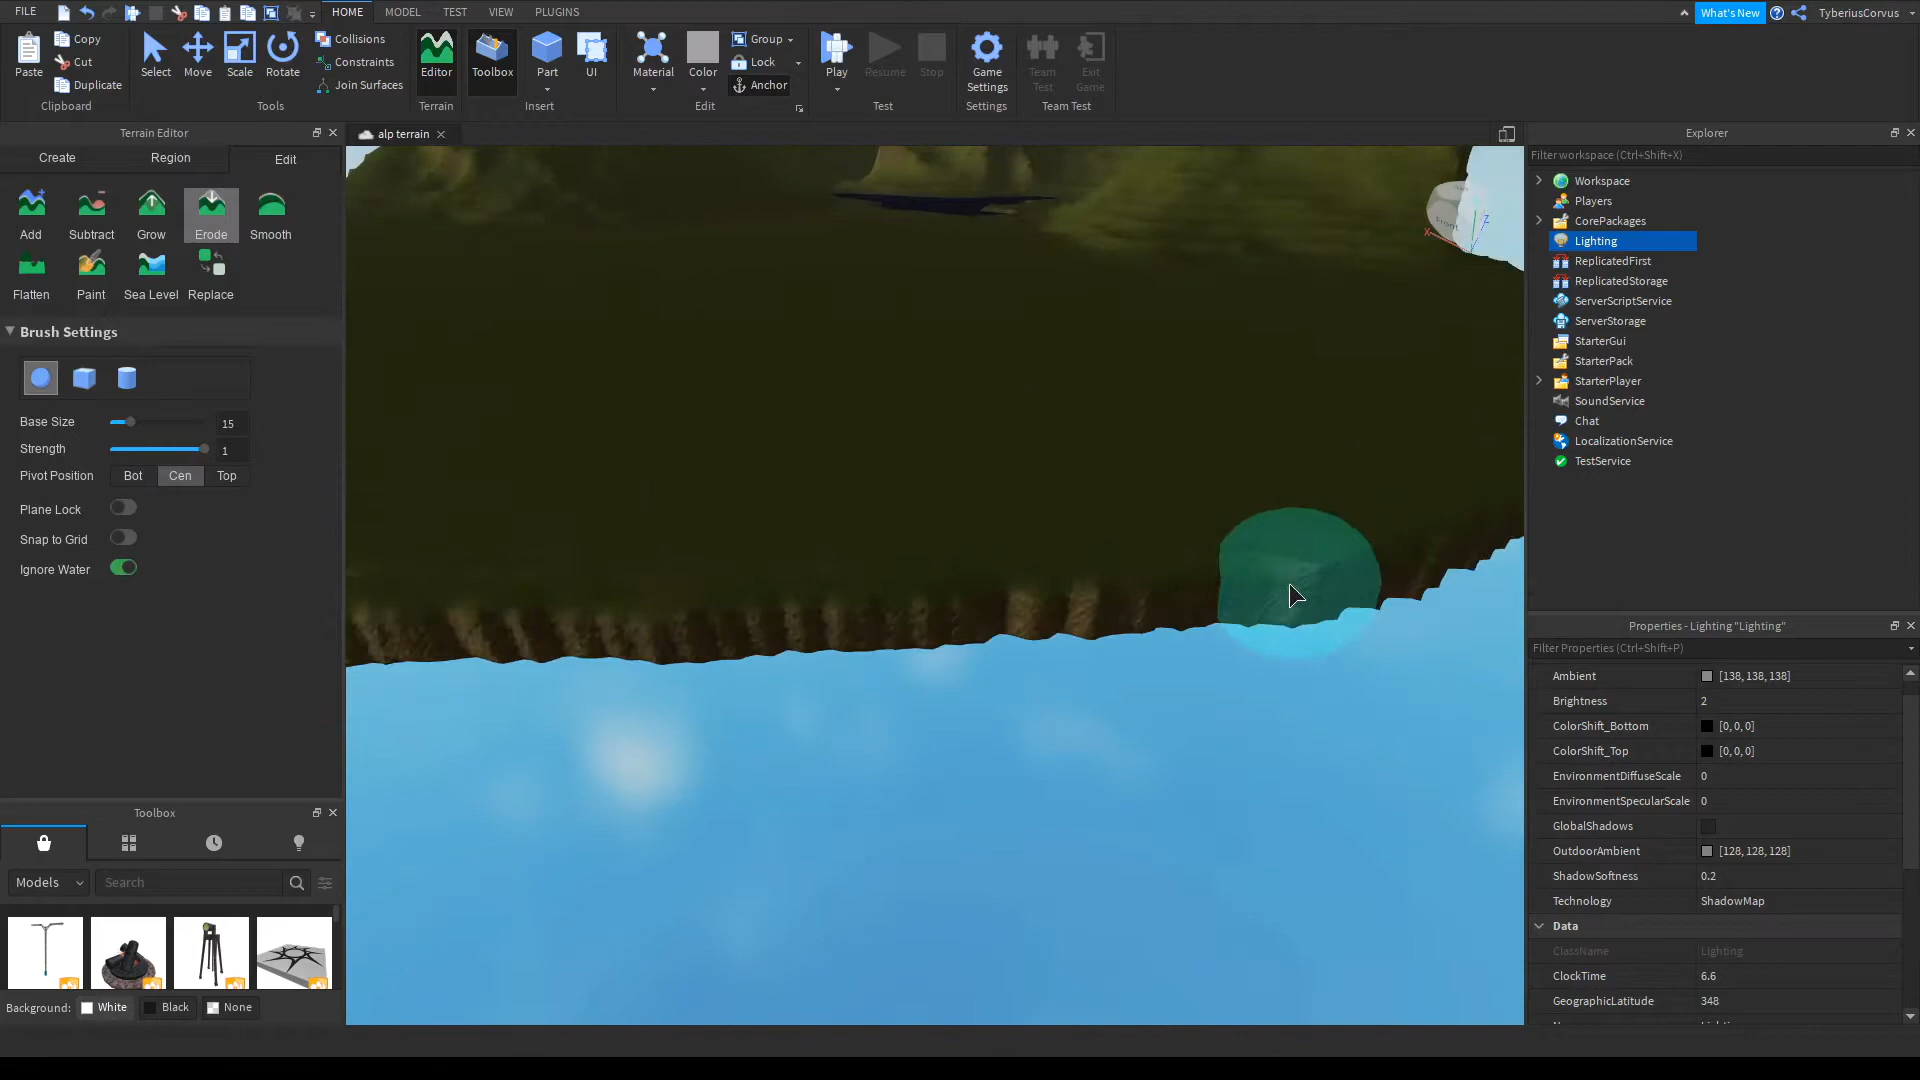 FILE HOME MODEL TEST VIEW PLUGINS What's New TyberiusCorvus
Copy Collisions Group
Cut Constraints Lock
Duplicate Join Surfaces Anchor
Paste Select Move Scale Rotate Editor Toolbox Part UI Material Color Play Resume Stop Game Settings Team Test Exit Game
Clipboard Tools Terrain Insert Edit Test Settings Team Test
Terrain Editor
Create Region Edit
Add Subtract Grow Erode Smooth
Flatten Paint Sea Level Replace
Brush Settings
Base Size 15
Strength 1
Pivot Position Bot Cen Top
Plane Lock
Snap to Grid
Ignore Water
Toolbox
Models Search
Background: White Black None
alp terrain
Front
X
Z
Explorer
Filter workspace (Ctrl+Shift+X)
Workspace
Players
CorePackages
Lighting
ReplicatedFirst
ReplicatedStorage
ServerScriptService
ServerStorage
StarterGui
StarterPack
StarterPlayer
SoundService
Chat
LocalizationService
TestService
Properties - Lighting "Lighting"
Filter Properties (Ctrl+Shift+P)
Ambient [138, 138, 138]
Brightness 2
ColorShift_Bottom [0, 0, 0]
ColorShift_Top [0, 0, 0]
EnvironmentDiffuseScale 0
EnvironmentSpecularScale 0
GlobalShadows
OutdoorAmbient [128, 128, 128]
ShadowSoftness 0.2
Technology ShadowMap
Data
ClassName Lighting
ClockTime 6.6
GeographicLatitude 348